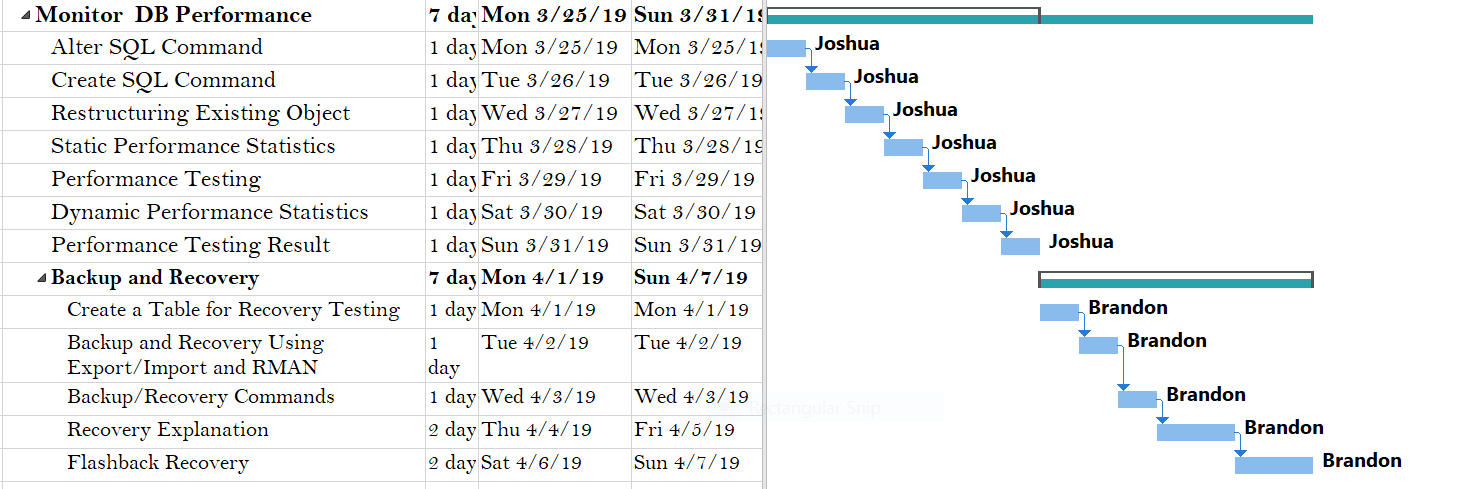 Monitor  DB Performance 7 day Mon 3/25/19 Sun 3/31/19
Alter SQL Command 1 day Mon 3/25/19 Mon 3/25/1 Joshua
Create SQL Command 1 day Tue 3/26/19 Tue 3/26/19 Joshua
Restructuring Existing Object 1 day Wed 3/27/19 Wed 3/27/1 Joshua
Static Performance Statistics 1 day Thu 3/28/19 Thu 3/28/19 Joshua
Performance Testing 1 day Fri 3/29/19 Fri 3/29/19 Joshua
Dynamic Performance Statistics 1 day Sat 3/30/19 Sat 3/30/19 Joshua
Performance Testing Result 1 day Sun 3/31/19 Sun 3/31/19 Joshua
Backup and Recovery 7 day Mon 4/1/19 Sun 4/7/19
Create a Table for Recovery Testing 1 day Mon 4/1/19 Mon 4/1/19 Brandon
Backup and Recovery Using 1 Tue 4/2/19 Tue 4/2/19 Brandon
Export/Import and RMAN day
Backup/Recovery Commands 1 day Wed 4/3/19 Wed 4/3/19 Brandon
Rectangular Snip
Recovery Explanation 2 day Thu 4/4/19 Fri 4/5/19 Brandon
Flashback Recovery 2 day Sat 4/6/19 Sun 4/7/19 Brandon